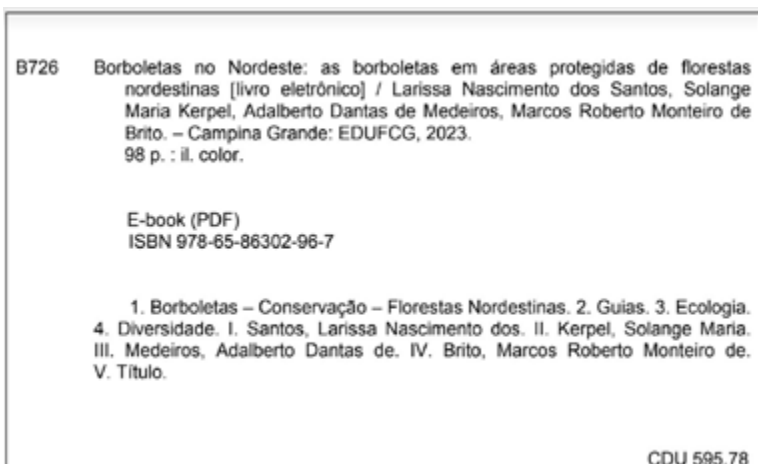 B726 Borboletas no Nordeste: as borboletas em áreas protegidas de florestas
nordestinas [livro eletrônico] / Larissa Nascimento dos Santos, Solange
Maria Kerpel, Adalberto Dantas de Medeiros, Marcos Roberto Monteiro de
Brito. – Campina Grande: EDUFCG, 2023.
98 p. : il. color.
E-book (PDF)
ISBN 978-65-86302-96-7
1. Borboletas – Conservação – Florestas Nordestinas. 2. Guias. 3. Ecologia.
4. Diversidade. I. Santos, Larissa Nascimento dos. II. Kerpel, Solange Maria.
III. Medeiros, Adalberto Dantas de. IV. Brito, Marcos Roberto Monteiro de.
V. Título.
CDU 595.78